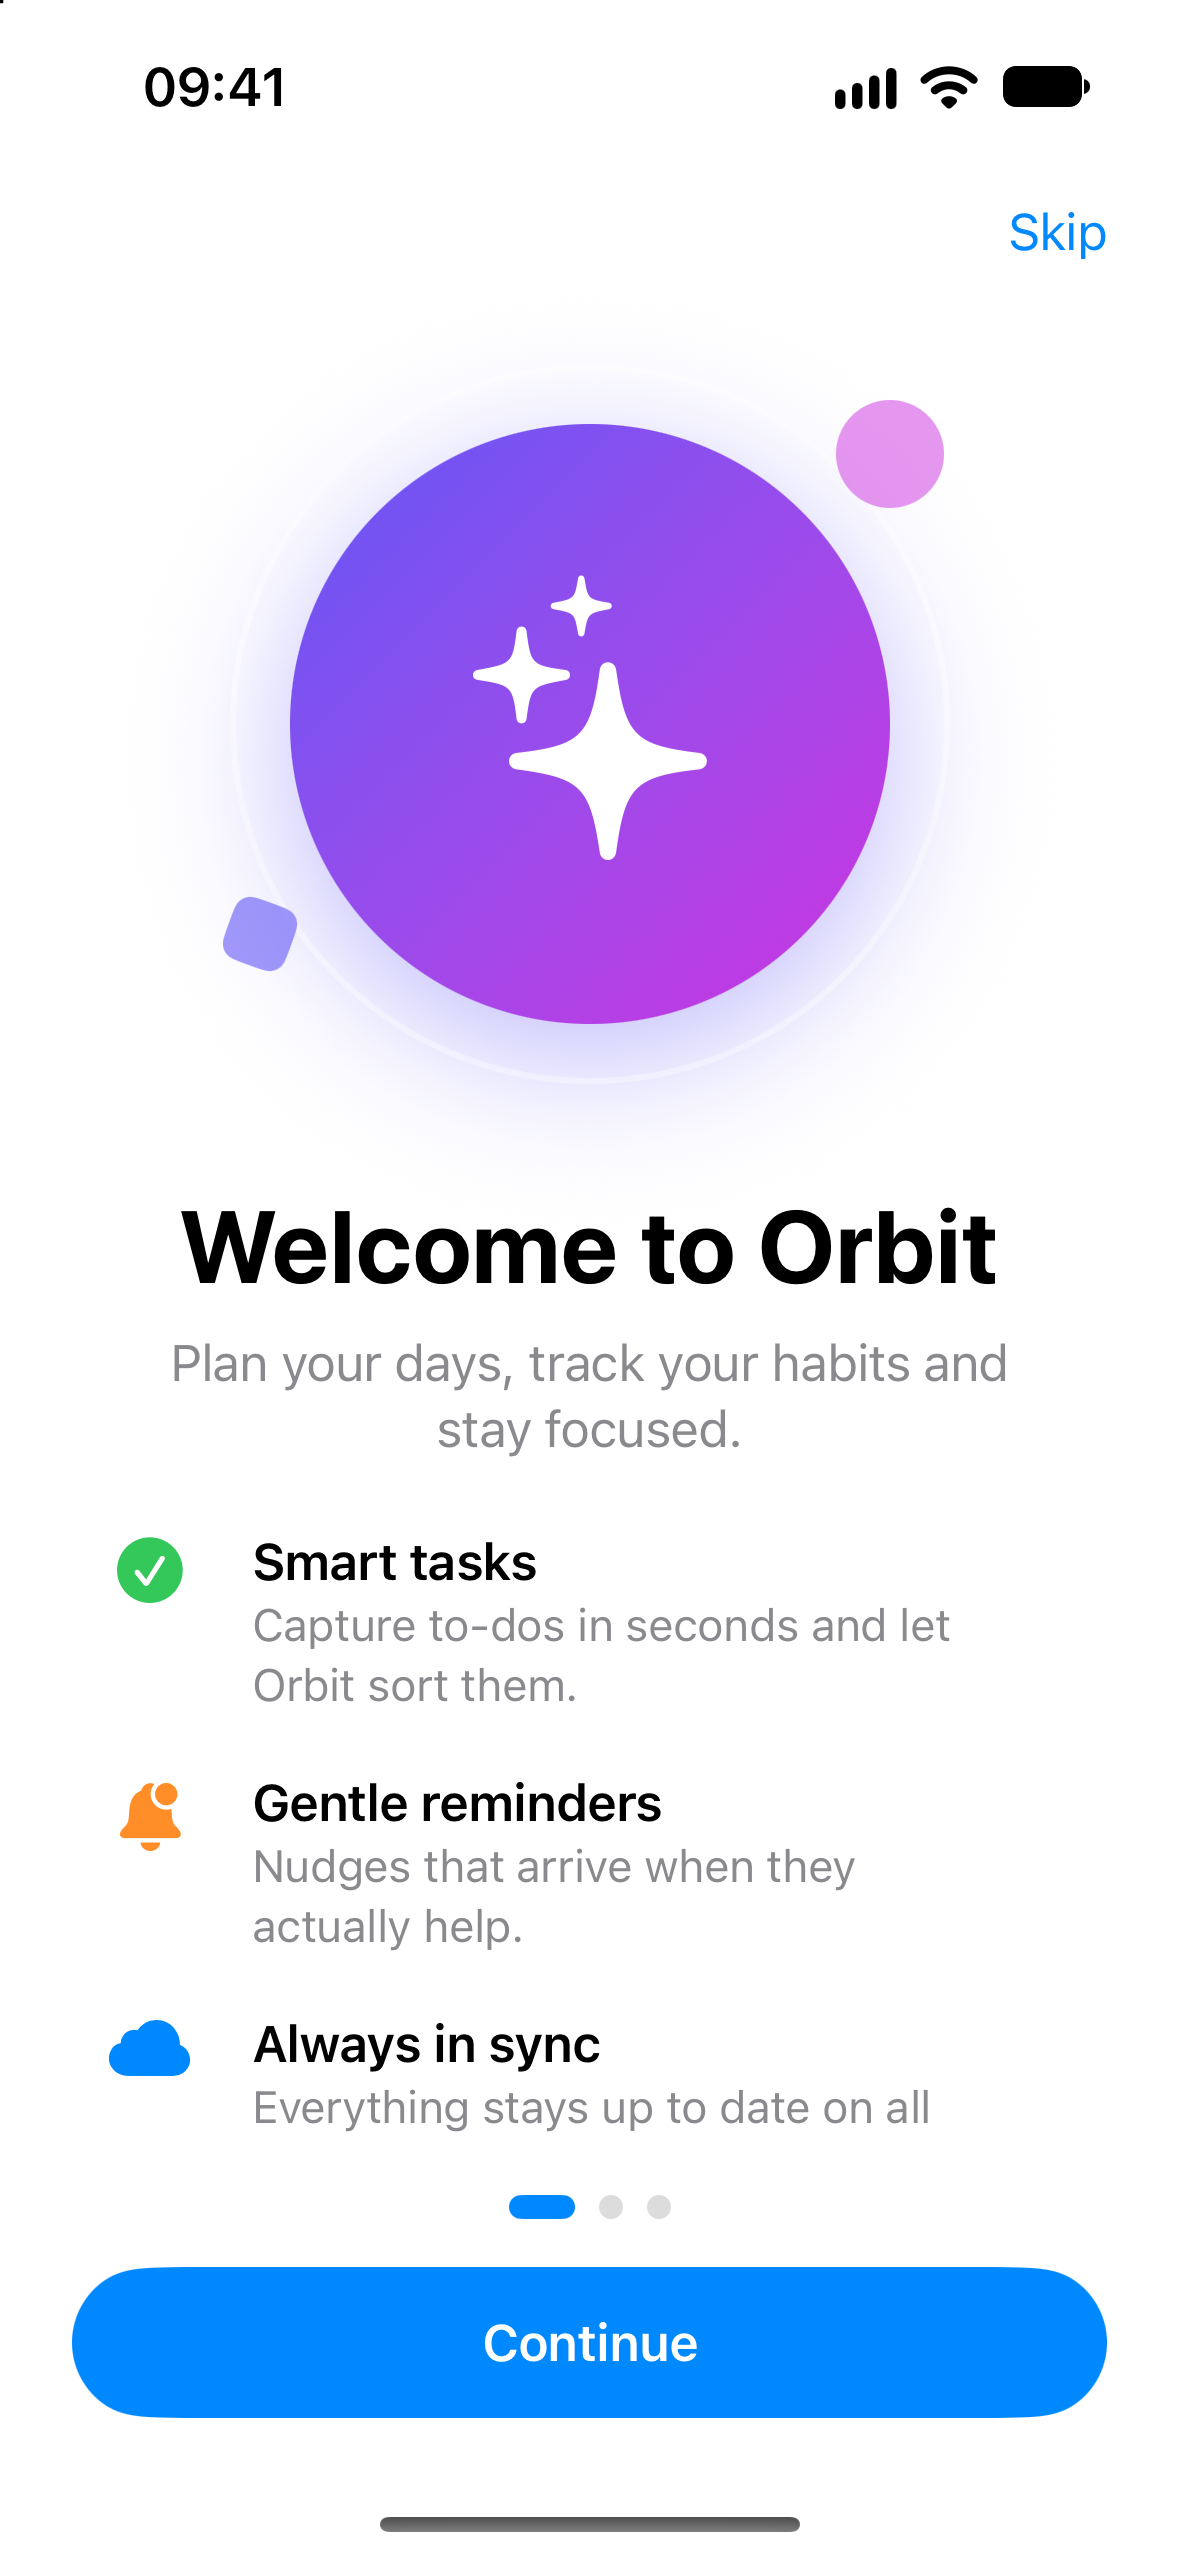 09:41
Skip
Welcome to Orbit
Plan your days, track your habits and
stay focused.
Smart tasks
Capture to-dos in seconds and let
Orbit sort them.
Gentle reminders
Nudges that arrive when they
actually help.
Always in sync
Everything stays up to date on all
Continue